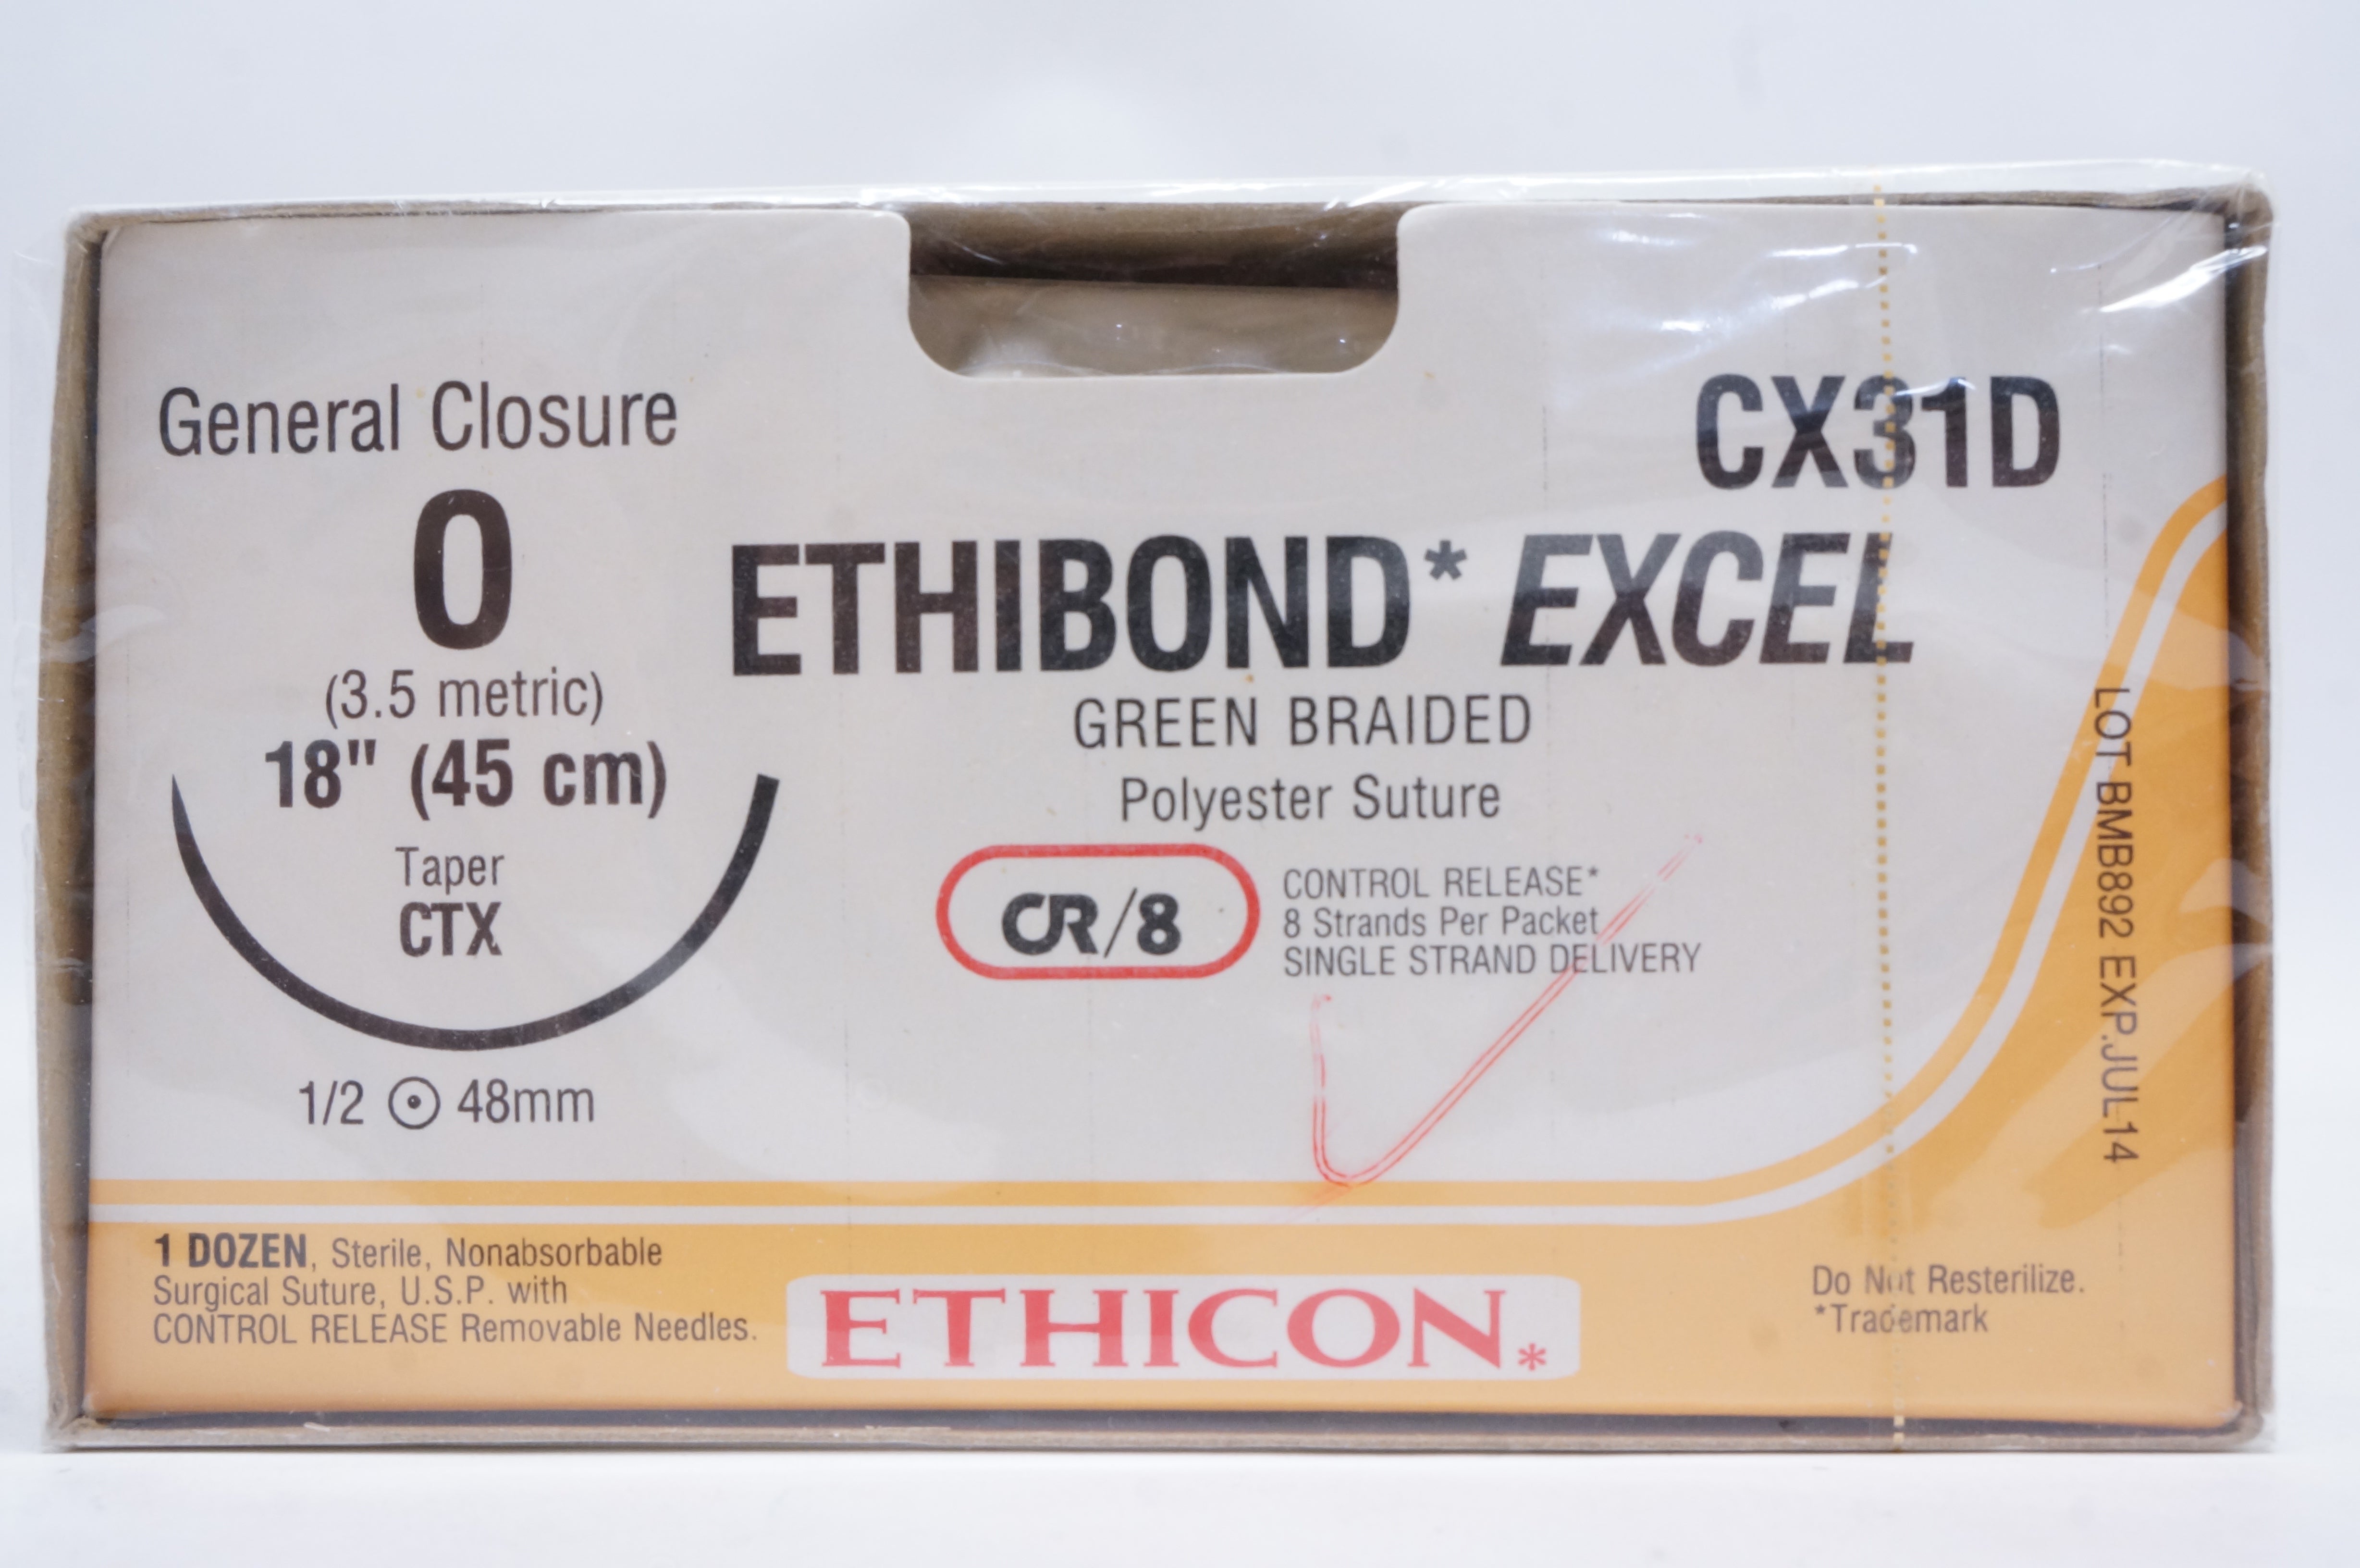 General Closure
0
(3.5 metric)
18" (45 cm)
Taper
CTX
1/2 48mm
CX31D
ETHIBOND* EXCEL
GREEN BRAIDED
Polyester Suture
CR/8
CONTROL RELEASE*
8 Strands Per Packet
SINGLE STRAND DELIVERY
LOT BMB892 EXP.JUL14
1 DOZEN, Sterile, Nonabsorbable
Surgical Suture, U.S.P. with
CONTROL RELEASE Removable Needles.
ETHICON*
Do Not Resterilize.
*Trademark